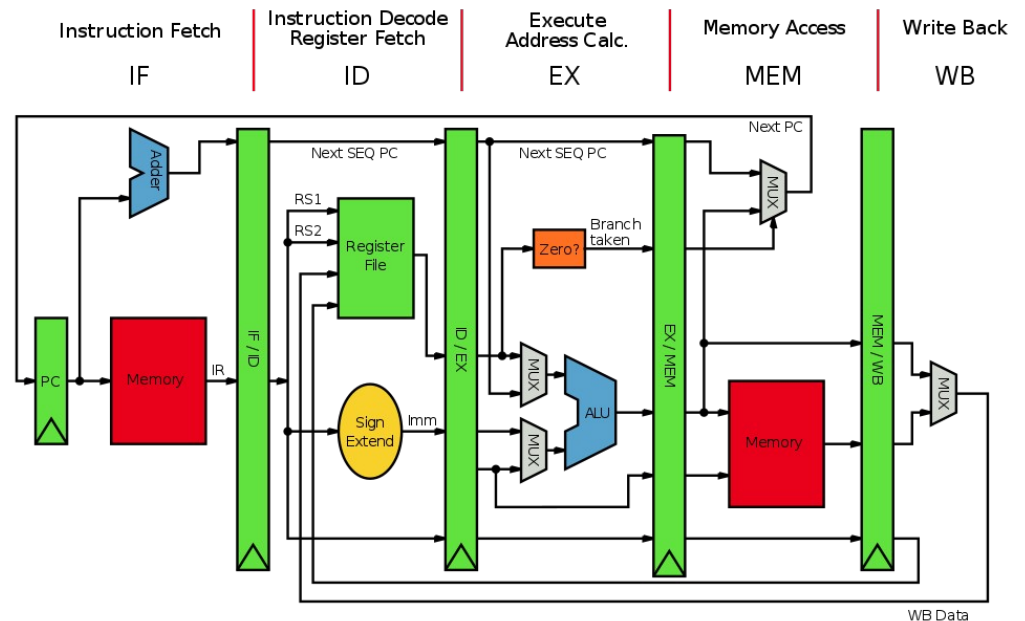 Instruction Fetch
Instruction Decode
Register Fetch
Execute
Address Calc.
Memory Access
Write Back
IF
ID
EX
MEM
WB
Next PC
Adder
Next SEQ PC
Next SEQ PC
MUX
RS1
RS2
Register
File
Branch
taken
Zero?
IF / ID
ID / EX
EX / MEM
MEM / WB
PC
Memory
IR
Sign
Extend
Imm
MUX
MUX
ALU
Memory
MUX
WB Data